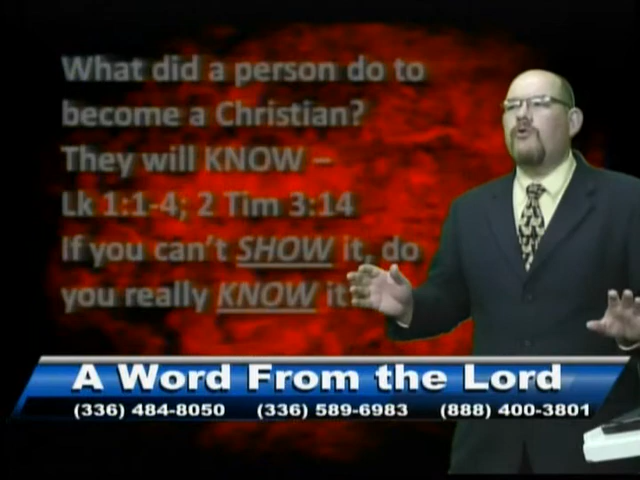 What did a person do to
become a Christian?
They will KNOW –
Lk 1:1-4; 2 Tim 3:14
If you can't SHOW it, do
you really KNOW it?
A Word From the Lord
(336) 484-8050 (336) 589-6983 (888) 400-3801